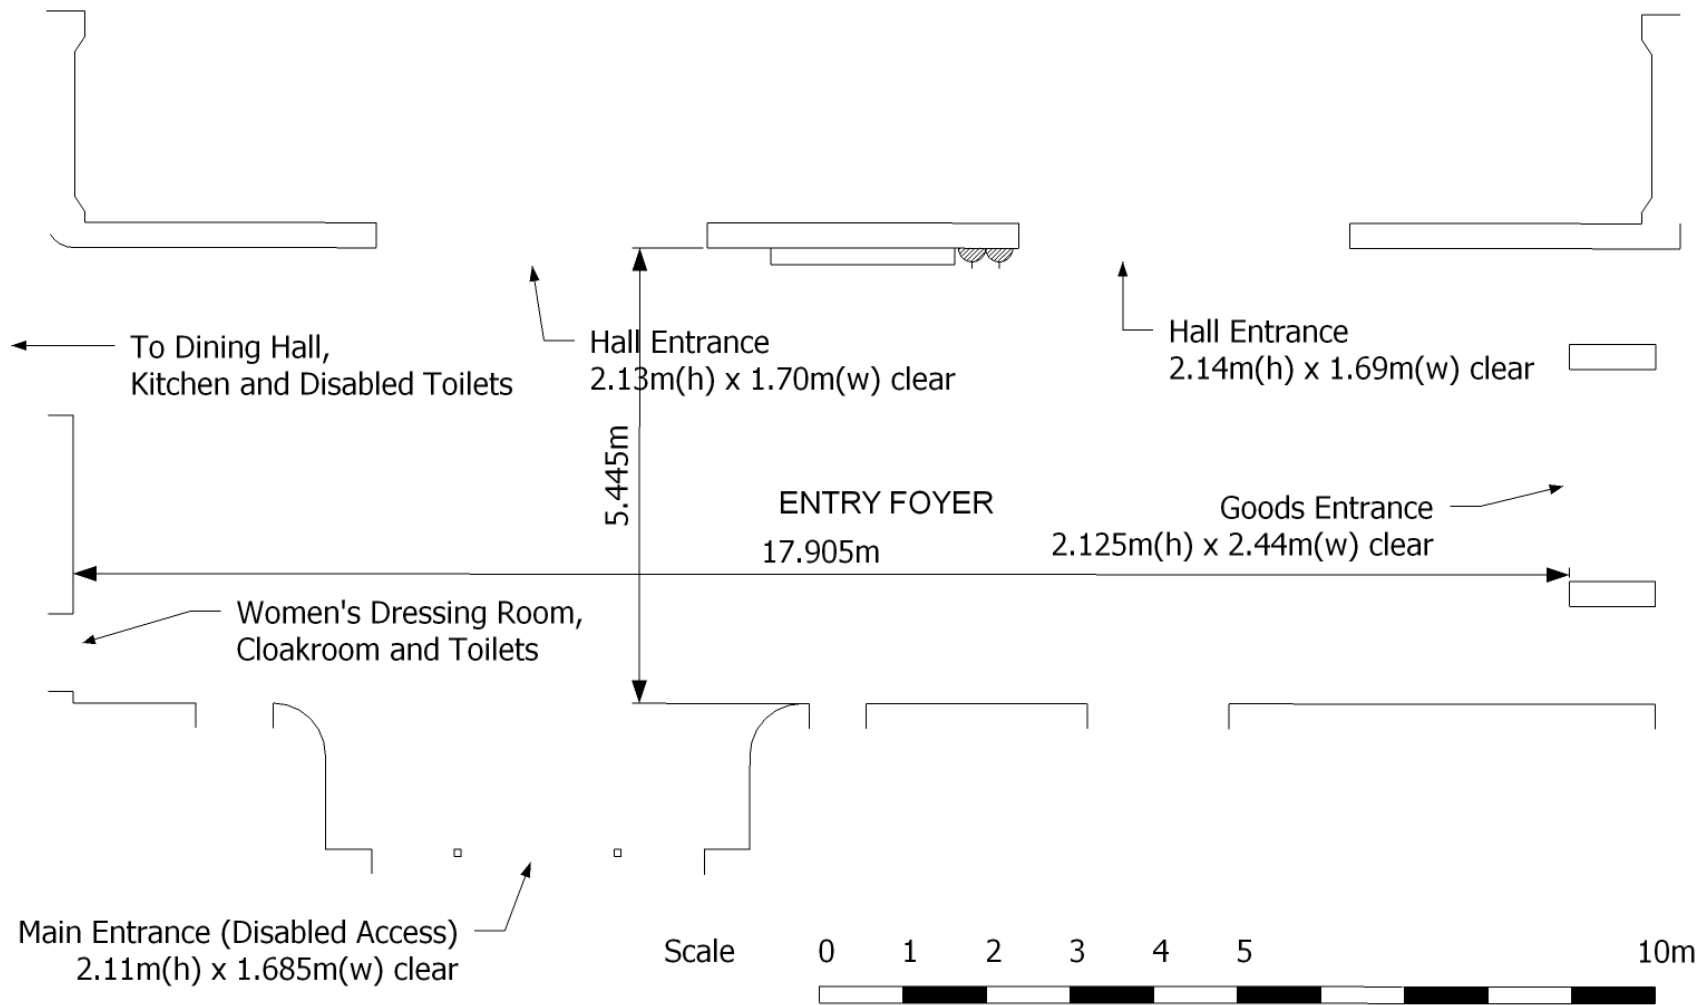 To Dining Hall,
Kitchen and Disabled Toilets
Hall Entrance
2.13m(h) x 1.70m(w) clear
Hall Entrance
2.14m(h) x 1.69m(w) clear
5.445m
ENTRY FOYER
17.905m
Goods Entrance
2.125m(h) x 2.44m(w) clear
Women's Dressing Room,
Cloakroom and Toilets
Main Entrance (Disabled Access)
2.11m(h) x 1.685m(w) clear
Scale 0 1 2 3 4 5 10m